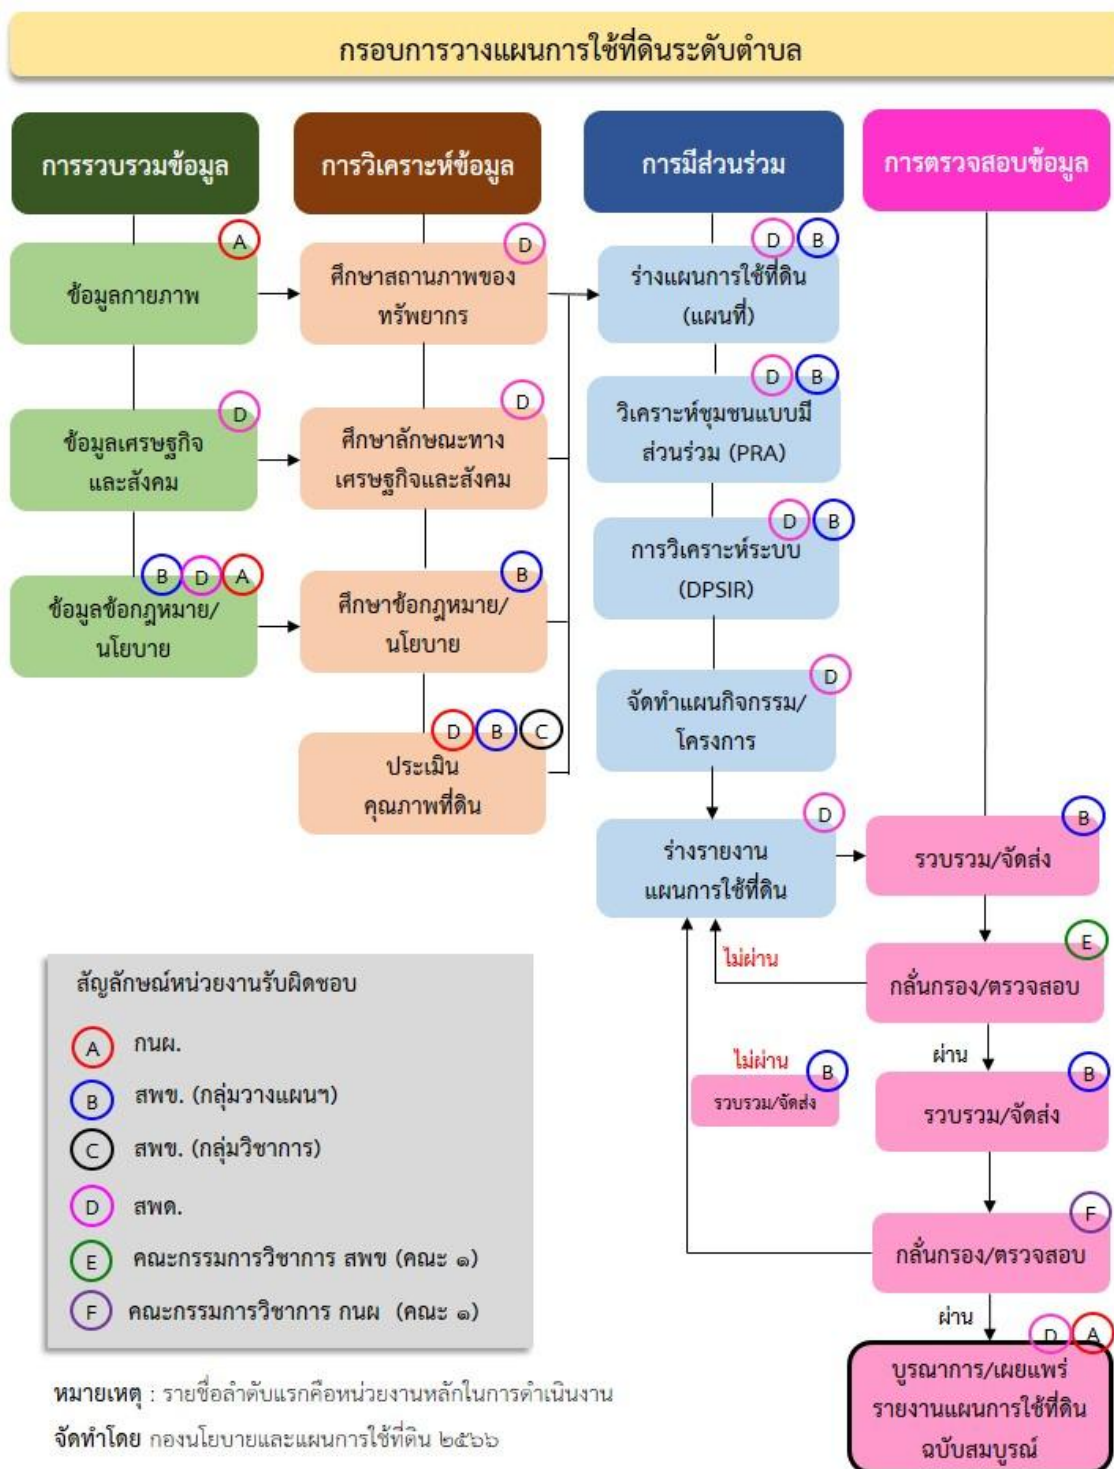 กรอบการวางแผนการใช้ที่ดินระดับตำบล
การรวบรวมข้อมูล
A
ข้อมูลกายภาพ
D
ข้อมูลเศรษฐกิจ
และสังคม
B D A
ข้อมูลข้อกฎหมาย/
นโยบาย
การวิเคราะห์ข้อมูล
D
ศึกษาสถานภาพของ
ทรัพยากร
D
ศึกษาลักษณะทาง
เศรษฐกิจและสังคม
B
ศึกษาข้อกฎหมาย/
นโยบาย
D B C
ประเมิน
คุณภาพที่ดิน
การมีส่วนร่วม
D B
ร่างแผนการใช้ที่ดิน
(แผนที่)
D B
วิเคราะห์ชุมชนแบบมี
ส่วนร่วม (PRA)
D B
การวิเคราะห์ระบบ
(DPSIR)
D
จัดทำแผนกิจกรรม/
โครงการ
D
ร่างรายงาน
แผนการใช้ที่ดิน
การตรวจสอบข้อมูล
B
รวบรวม/จัดส่ง
E
กลั่นกรอง/ตรวจสอบ
ไม่ผ่าน
ผ่าน
B
รวบรวม/จัดส่ง
F
กลั่นกรอง/ตรวจสอบ
ไม่ผ่าน
B
รวบรวม/จัดส่ง
ผ่าน
D A
บูรณาการ/เผยแพร่
รายงานแผนการใช้ที่ดิน
ฉบับสมบูรณ์
สัญลักษณ์หน่วยงานรับผิดชอบ
A กนผ.
B สพข. (กลุ่มวางแผนฯ)
C สพข. (กลุ่มวิชาการ)
D สพด.
E คณะกรรมการวิชาการ สพข (คณะ ๑)
F คณะกรรมการวิชาการ กนผ (คณะ ๑)
หมายเหตุ : รายชื่อลำดับแรกคือหน่วยงานหลักในการดำเนินงาน
จัดทำโดย กองนโยบายและแผนการใช้ที่ดิน ๒๕๖๖